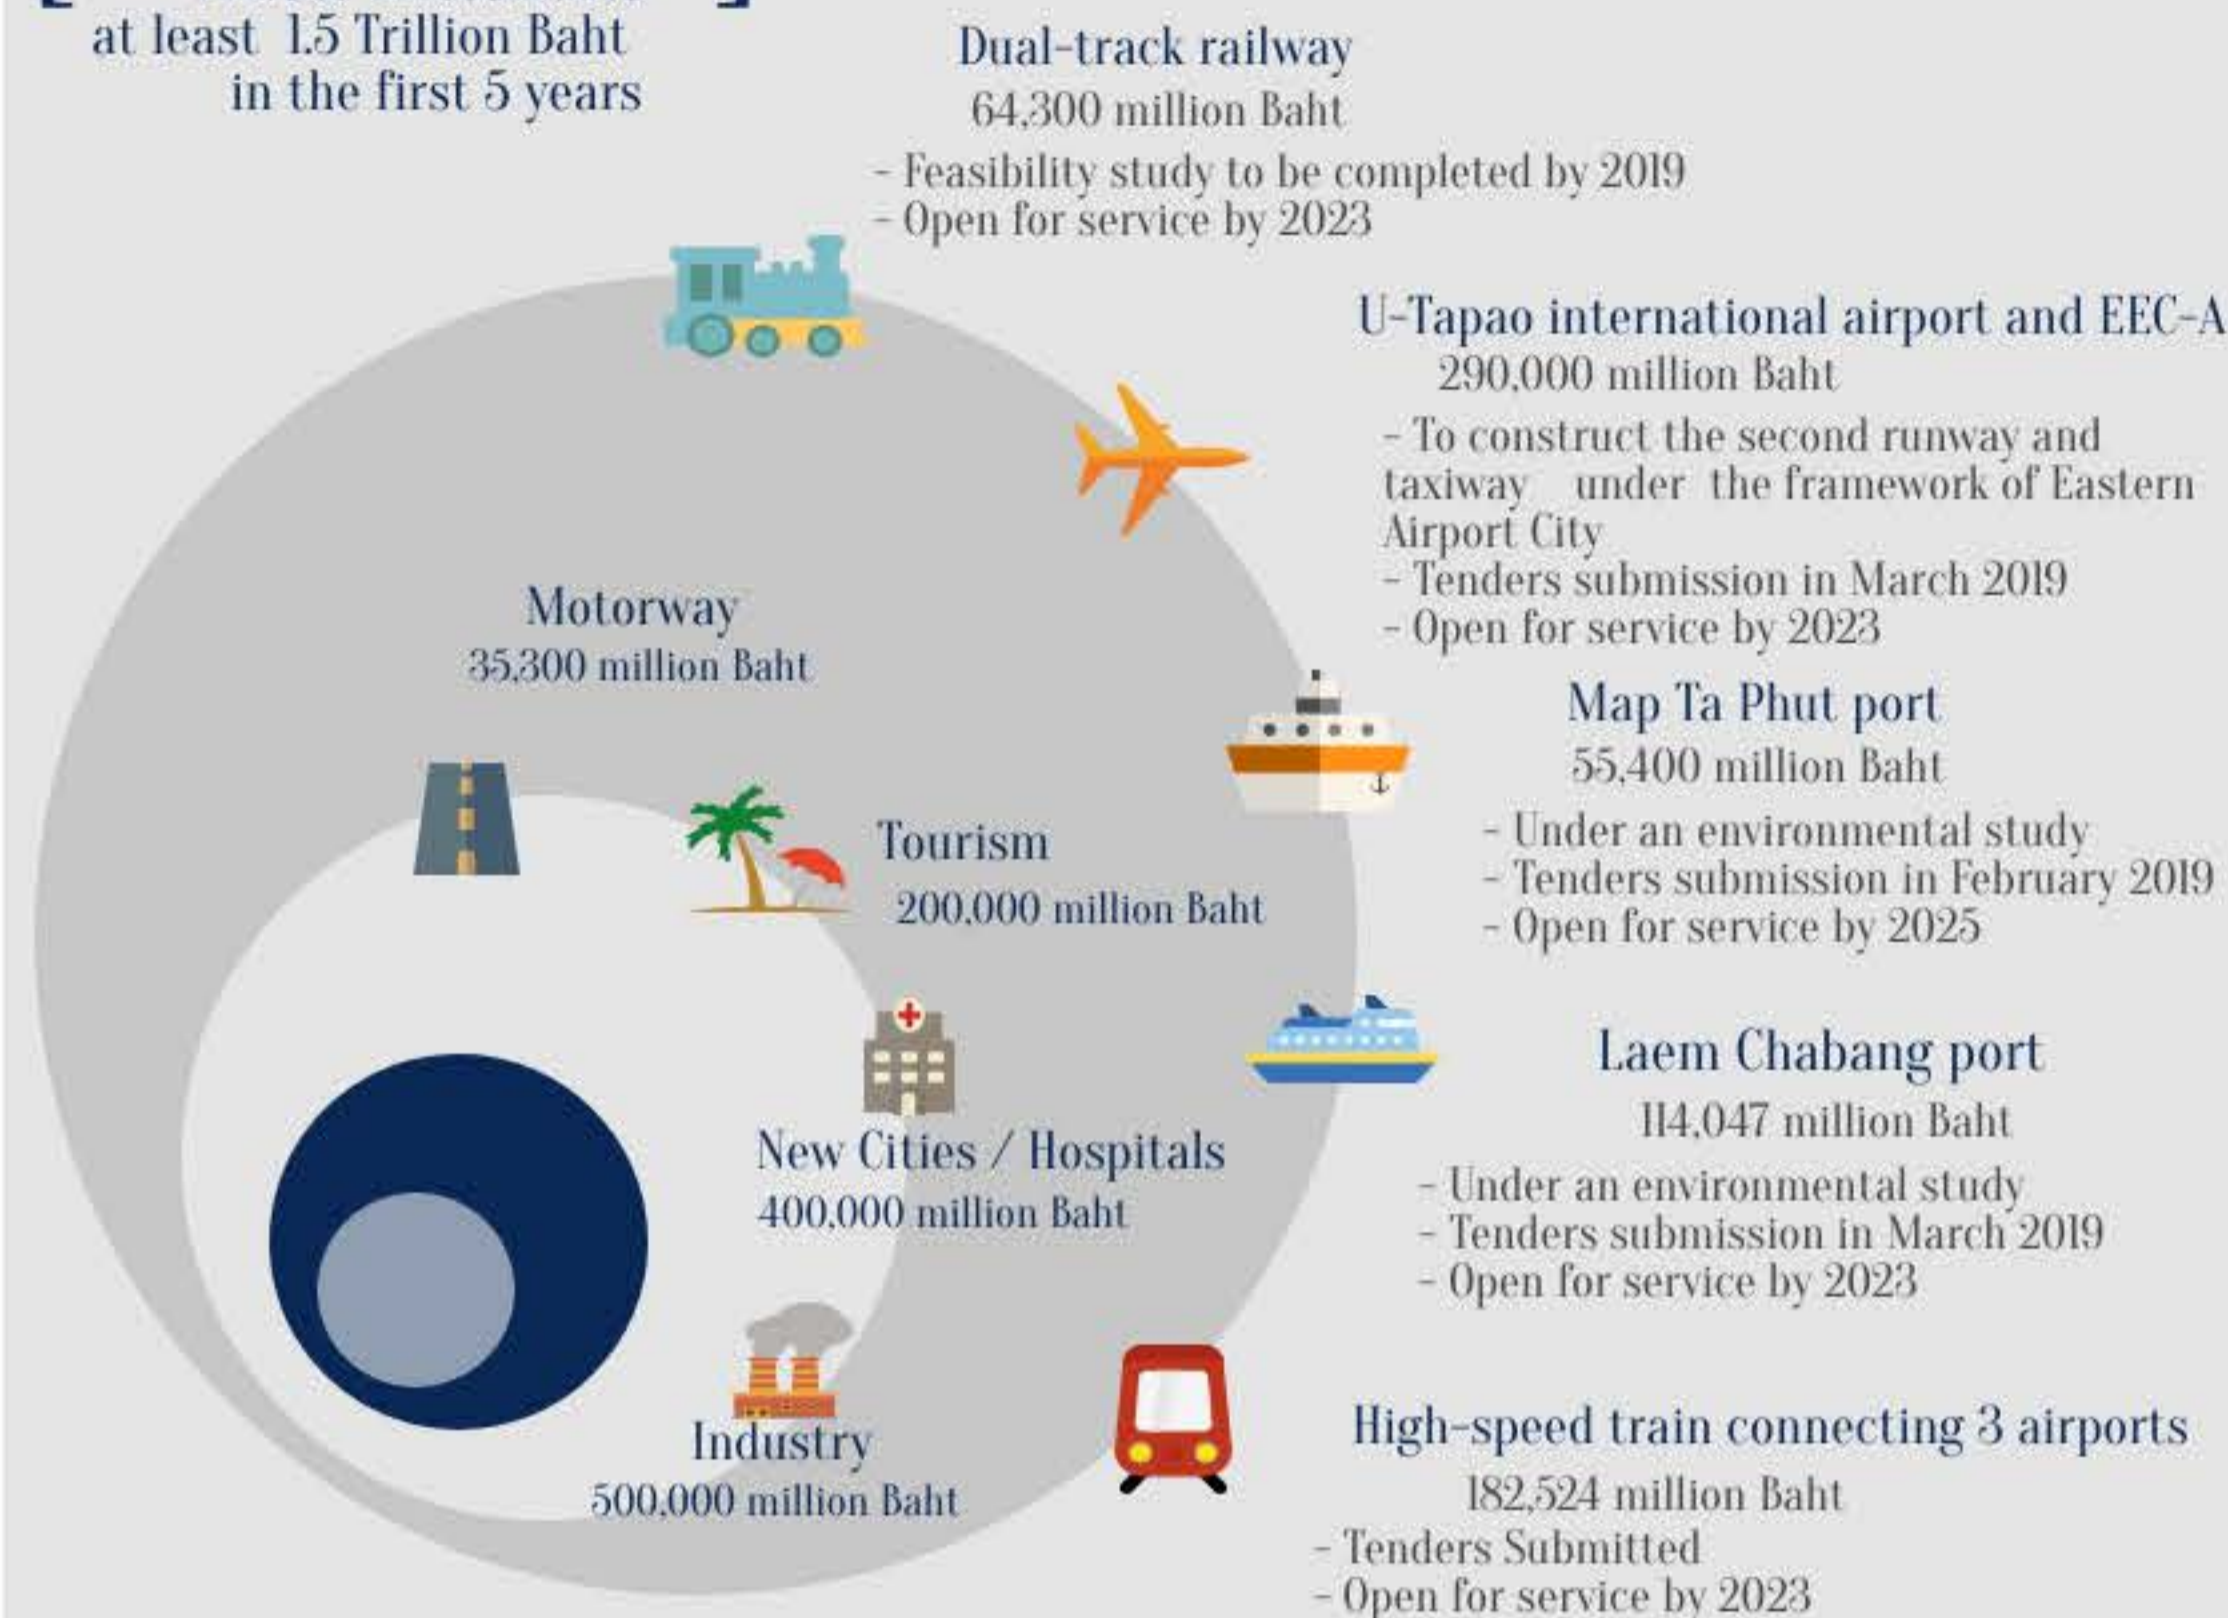 at least 1.5 Trillion Baht
in the first 5 years
Dual-track railway
64,300 million Baht
- Feasibility study to be completed by 2019
- Open for service by 2023
U-Tapao international airport and EEC-A
290,000 million Baht
- To construct the second runway and
taxiway under the framework of Eastern
Airport City
- Tenders submission in March 2019
- Open for service by 2023
Motorway
35,300 million Baht
Map Ta Phut port
55,400 million Baht
- Under an environmental study
- Tenders submission in February 2019
- Open for service by 2025
Tourism
200,000 million Baht
Laem Chabang port
114,047 million Baht
- Under an environmental study
- Tenders submission in March 2019
- Open for service by 2023
New Cities / Hospitals
400,000 million Baht
Industry
500,000 million Baht
High-speed train connecting 3 airports
182,524 million Baht
- Tenders Submitted
- Open for service by 2023